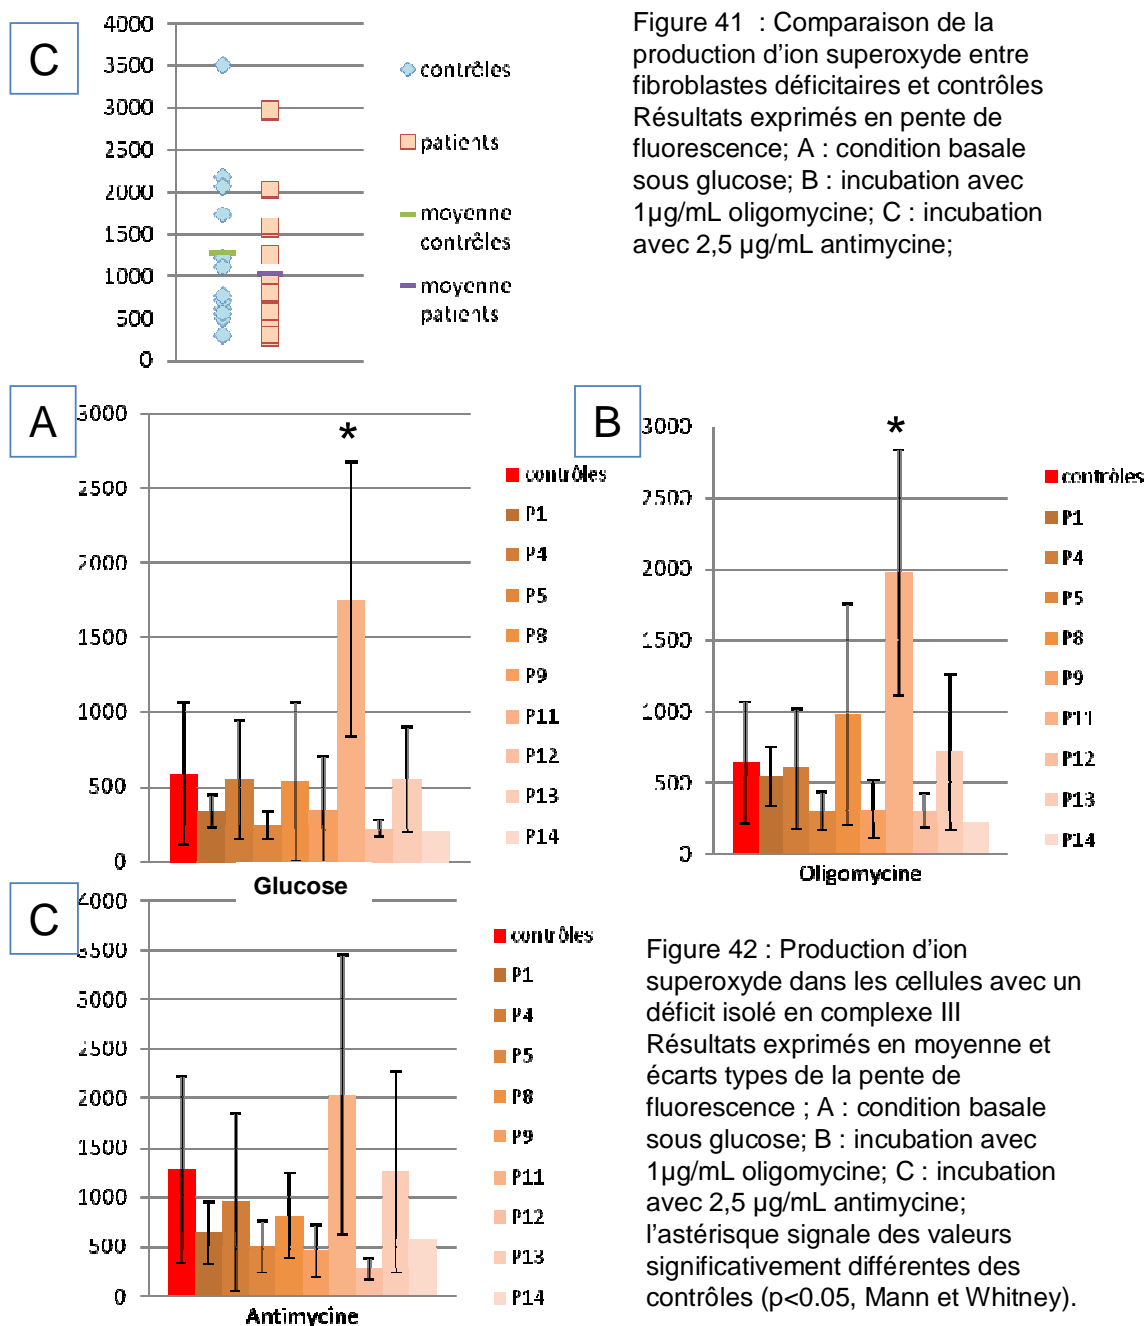 C
4000
3500
3000
2500
2000
1500
1000
500
0
contrôles
patients
moyenne
contrôles
moyenne
patients
Figure 41 : Comparaison de la
production d'ion superoxyde entre
fibroblastes déficitaires et contrôles
Résultats exprimés en pente de
fluorescence; A : condition basale
sous glucose; B : incubation avec
1µg/mL oligomycine; C : incubation
avec 2,5 µg/mL antimycine;
A
3000
2500
2000
1500
1000
500
0
*
Glucose
contrôles
P1
P4
P5
P8
P9
P11
P12
P13
P14
B
3000
2500
2000
1500
1000
500
0
*
Oligomycine
contrôles
P1
P4
P5
P8
P9
P11
P12
P13
P14
C
4000
3500
3000
2500
2000
1500
1000
500
0
Antimycine
contrôles
P1
P4
P5
P8
P9
P11
P12
P13
P14
Figure 42 : Production d'ion
superoxyde dans les cellules avec un
déficit isolé en complexe III
Résultats exprimés en moyenne et
écarts types de la pente de
fluorescence ; A : condition basale
sous glucose; B : incubation avec
1µg/mL oligomycine; C : incubation
avec 2,5 µg/mL antimycine;
l'astérisque signale des valeurs
significativement différentes des
contrôles (p<0.05, Mann et Whitney).